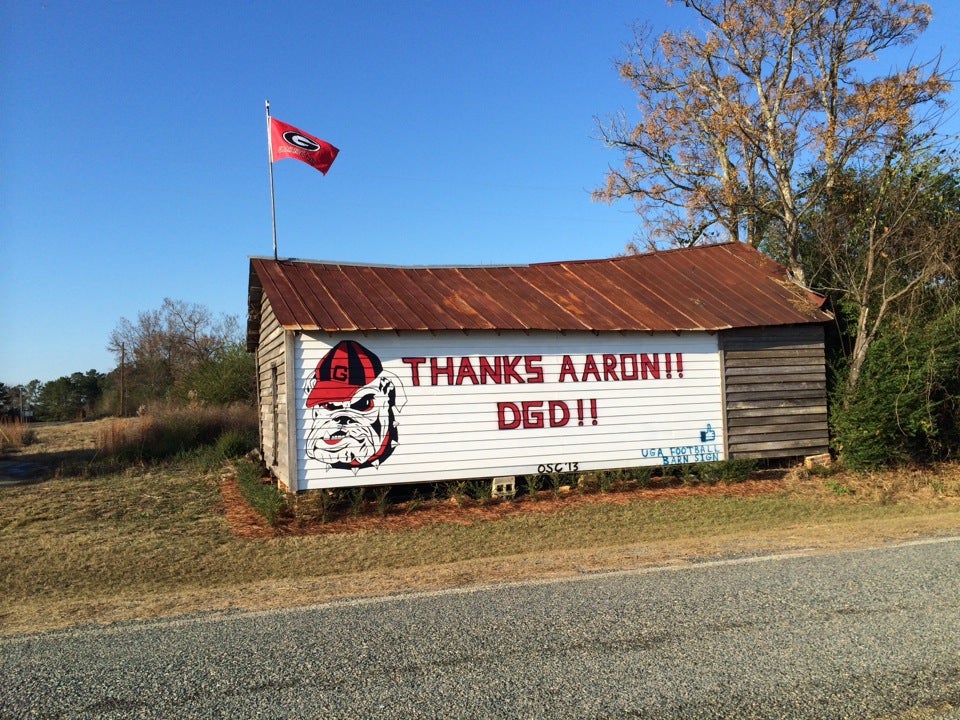 G
G
THANKS AARON!!
DGD!!
UGA FOOTBALL
BARN SIGN
OSC'13